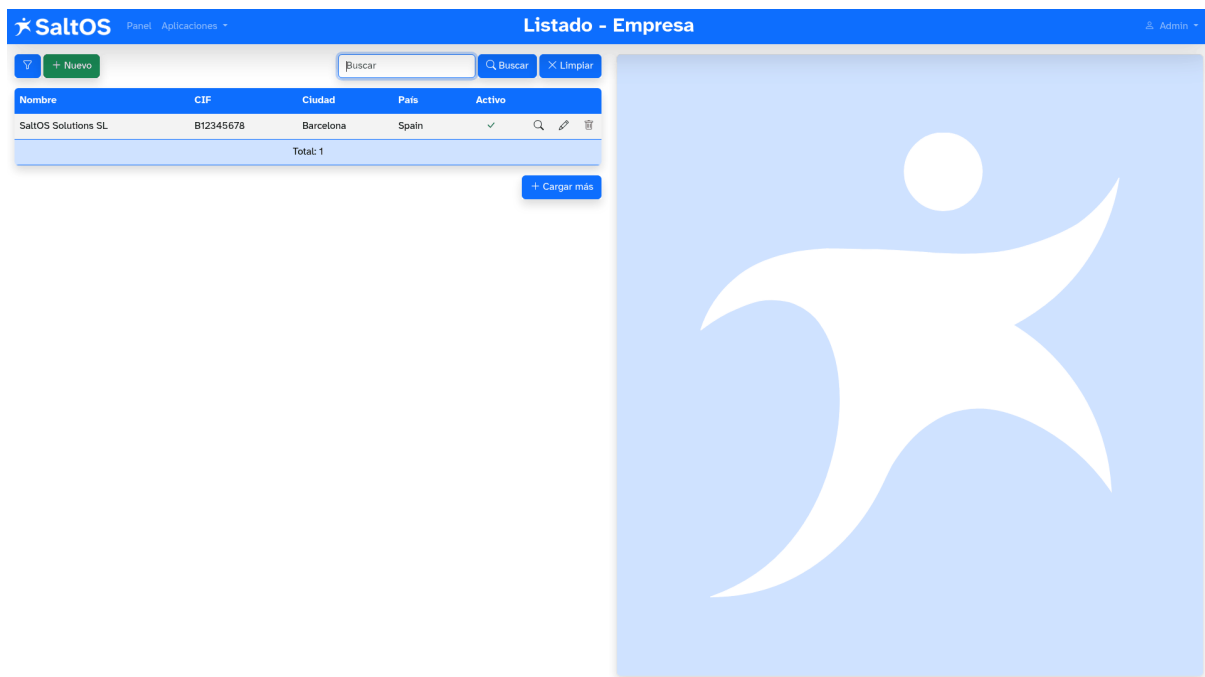 SaltOS Panel Aplicaciones Listado - Empresa Admin
+ Nuevo Buscar Buscar Limpiar
Nombre CIF Ciudad País Activo
SaltOS Solutions SL B12345678 Barcelona Spain
Total: 1
+ Cargar más